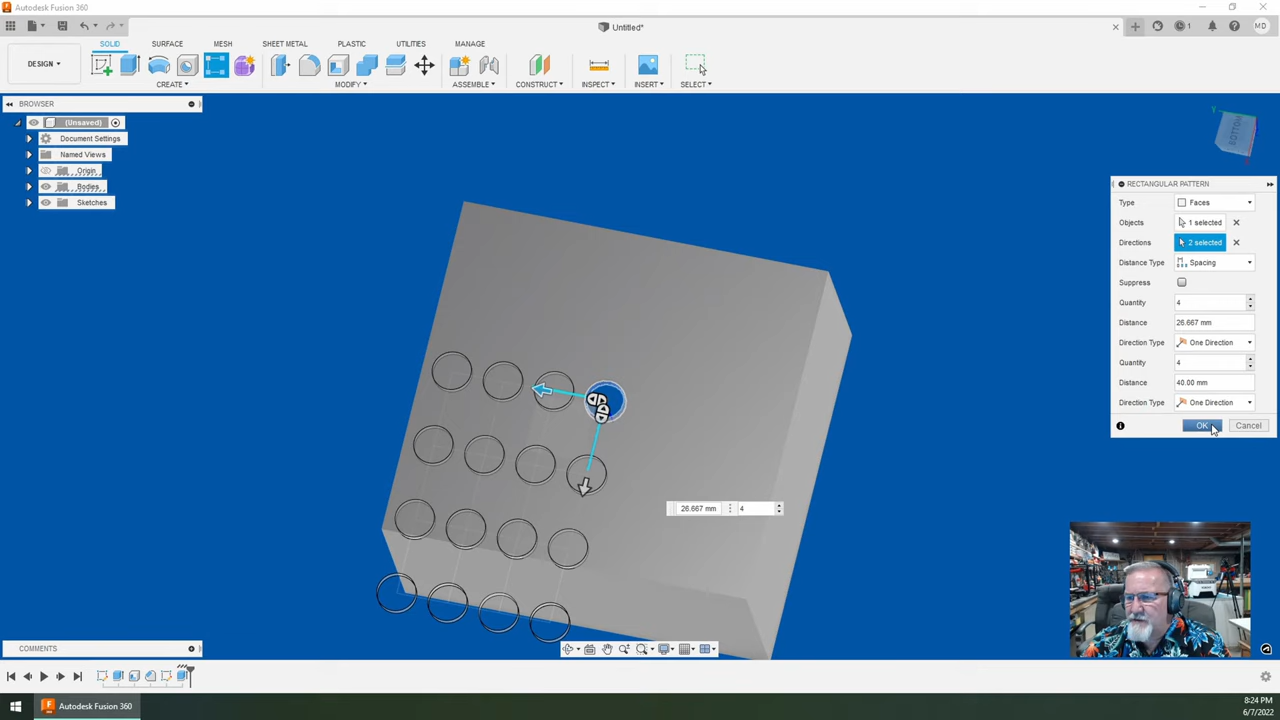 Autodesk Fusion 360
Untitled*
1
MD
SOLID SURFACE MESH SHEET METAL PLASTIC UTILITIES MANAGE
DESIGN
CREATE MODIFY ASSEMBLE CONSTRUCT INSPECT INSERT SELECT
BROWSER
(Unsaved)
Document Settings
Named Views
Origin
Bodies
Sketches
Y
BOTTOM
RECTANGULAR PATTERN
Type Faces
Objects 1 selected
Directions 2 selected
Distance Type Spacing
Suppress
Quantity 4
Distance 26.667 mm
Direction Type One Direction
Quantity 4
Distance 40.00 mm
Direction Type One Direction
OK Cancel
26.667 mm 4
COMMENTS
Autodesk Fusion 360
8:24 PM
6/7/2022